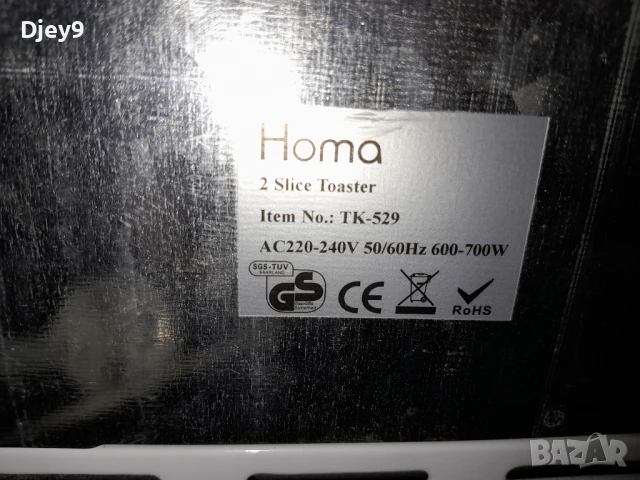 Djey9
Homa
2 Slice Toaster
Item No.: TK-529
AC220-240V 50/60Hz 600-700W
SGS-TUV
SAARLAND
GS
CE
RoHS
BAZAR